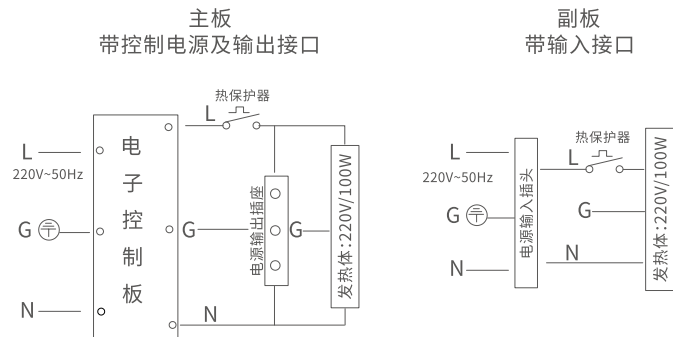 主板
带控制电源及输出接口
热保护器
L
L
220V~50Hz
电子控制板
G
G
电源输出插座
G
发热体:220V/100W
N
N
副板
带输入接口
热保护器
L
L
220V~50Hz
电源输入插头
G
G
发热体:220V/100W
N
N